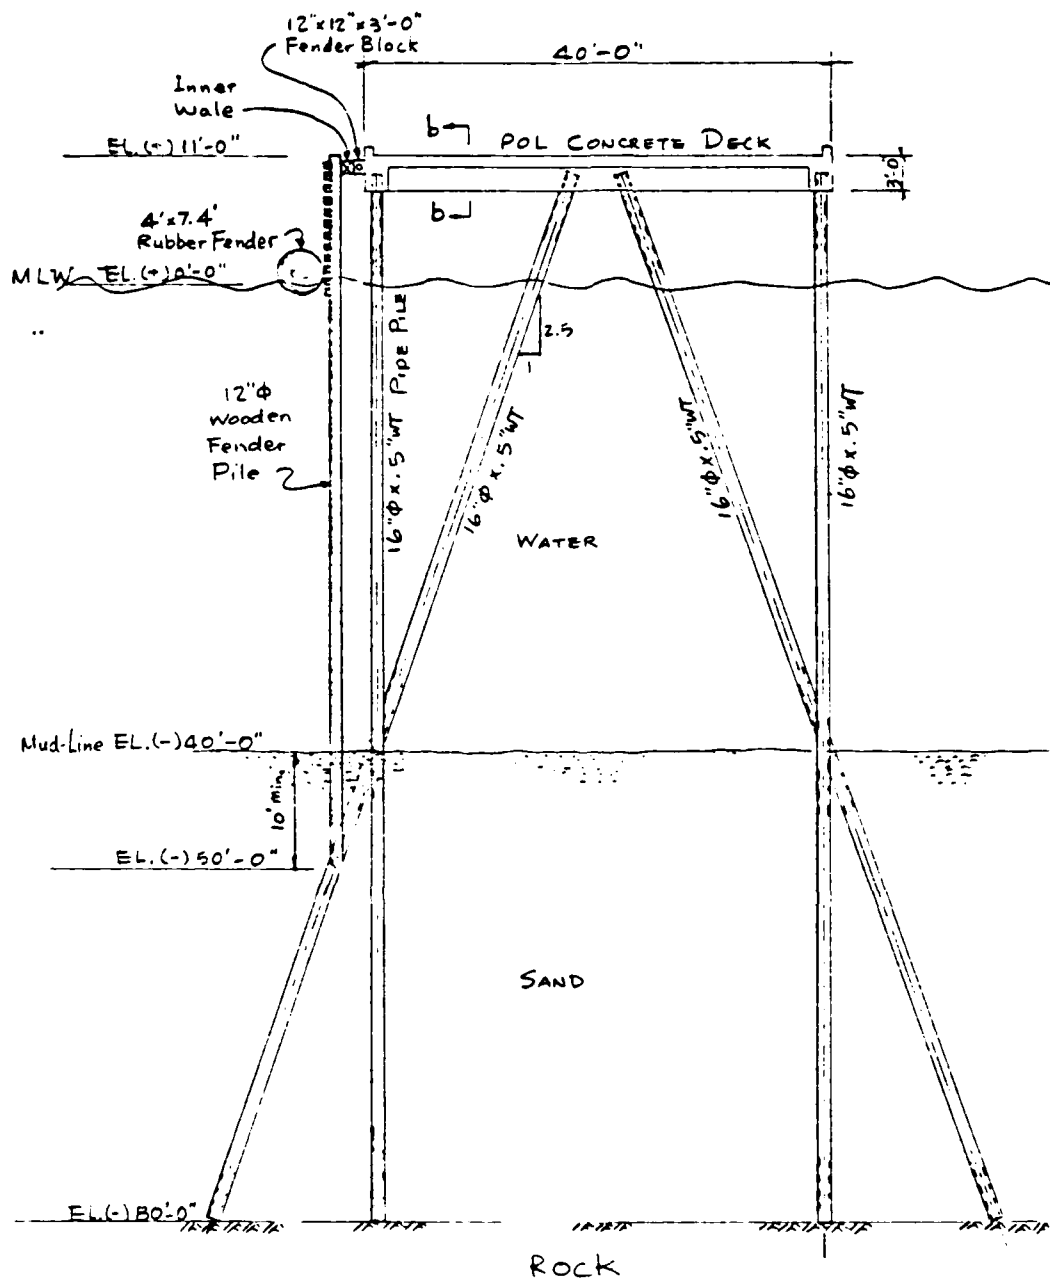 12"x12"x3'-0"
Fender Block
40'-0"
Inner
Wale
b
POL CONCRETE DECK
EL.(+) 11'-0"
3'-0"
b
4'x7.4'
Rubber Fender
MLW EL.(+)0'-0"
2.5
1
12"Φ
Wooden
Fender
Pile
16"Φ x .5"WT PIPE PILE
16"Φ x .5"WT
16"Φ x .5"WT
16"Φ x .5"WT
WATER
Mud-Line EL.(-)40'-0"
10' min.
EL.(-) 50'-0"
SAND
EL.(-) 80'-0"
ROCK